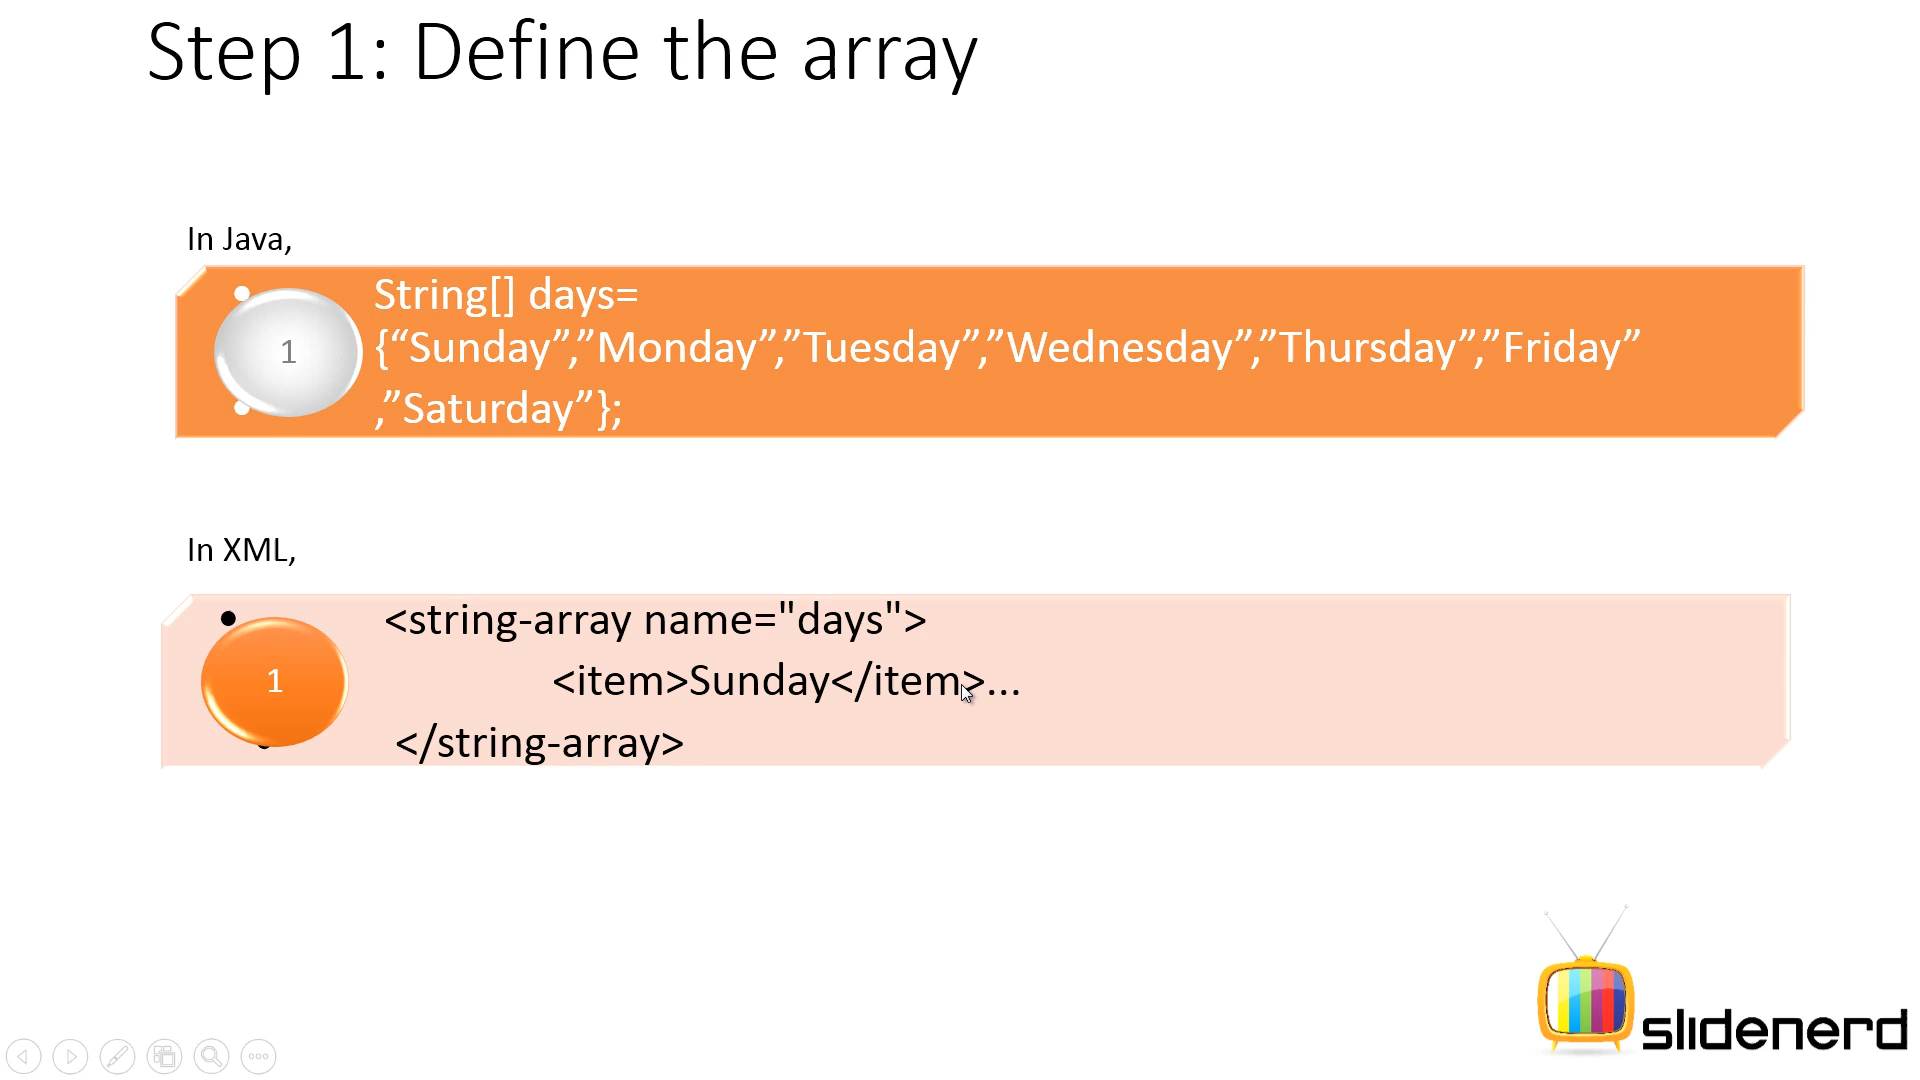 Step 1: Define the array
In Java,
1
String[] days=
{“Sunday”,”Monday”,”Tuesday”,”Wednesday”,”Thursday”,”Friday”
,”Saturday”};
In XML,
1
<string-array name="days">
<item>Sunday</item>...
</string-array>
slidenerd